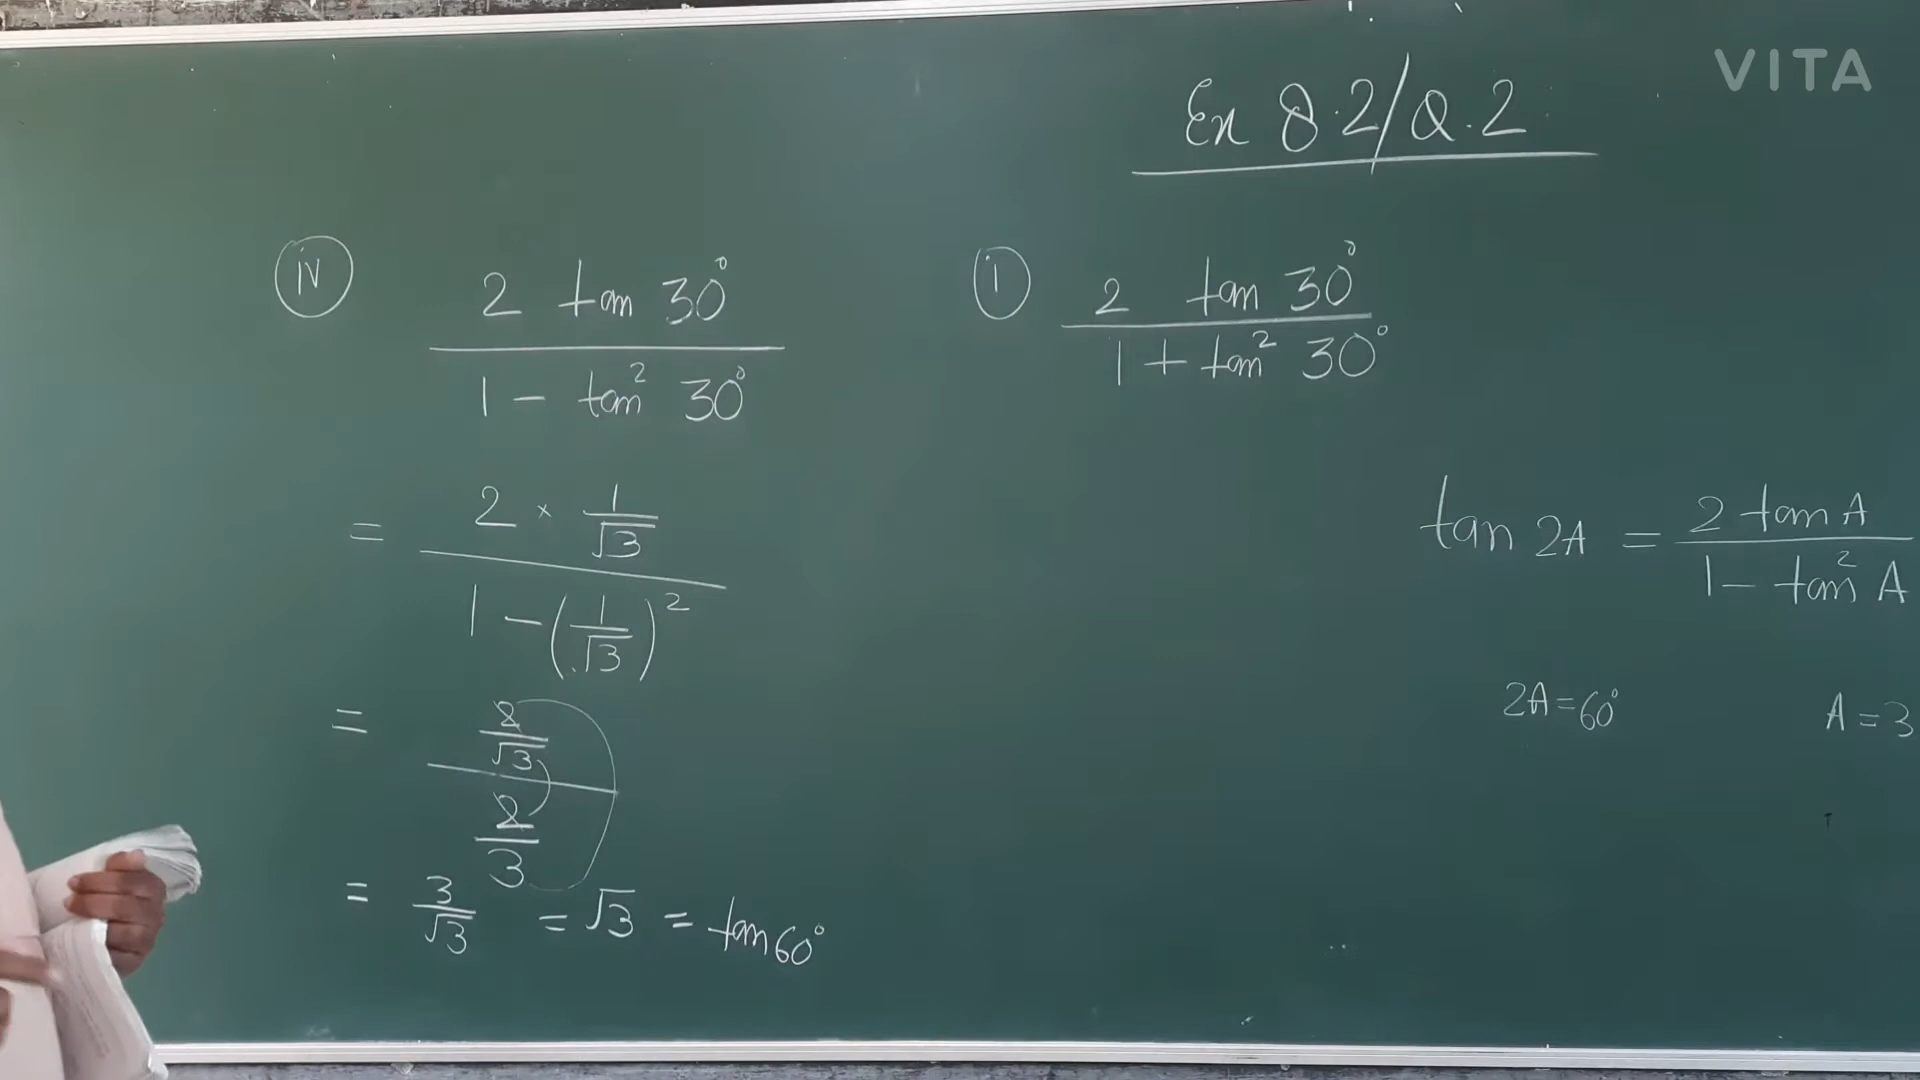 VITA
Ex 8.2/Q.2
(iv) 2 tan 30° / 1 - tan² 30°
= 2 × 1/√3 / 1 - (1/√3)²
= 2/√3 / 2/3
= 3/√3 = √3 = tan 60°
(i) 2 tan 30° / 1 + tan² 30°
tan 2A = 2 tan A / 1 - tan² A
2A = 60° A = 3